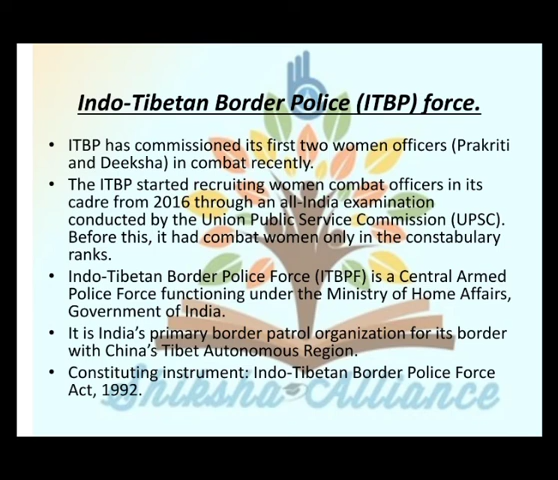 Indo-Tibetan Border Police (ITBP) force.
• ITBP has commissioned its first two women officers (Prakriti
and Deeksha) in combat recently.
• The ITBP started recruiting women combat officers in its
cadre from 2016 through an all-India examination
conducted by the Union Public Service Commission (UPSC).
Before this, it had combat women only in the constabulary
ranks.
• Indo-Tibetan Border Police Force (ITBPF) is a Central Armed
Police Force functioning under the Ministry of Home Affairs,
Government of India.
• It is India's primary border patrol organization for its border
with China's Tibet Autonomous Region.
• Constituting instrument: Indo-Tibetan Border Police Force
Act, 1992.
Shiksha Alliance